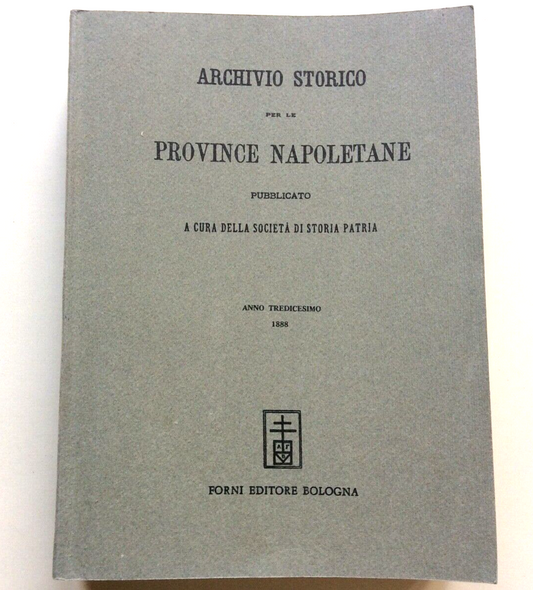 ARCHIVIO STORICO
PER LE
PROVINCE NAPOLETANE
PUBBLICATO
A CURA DELLA SOCIETÀ DI STORIA PATRIA
ANNO TREDICESIMO
1888
FORNI EDITORE BOLOGNA